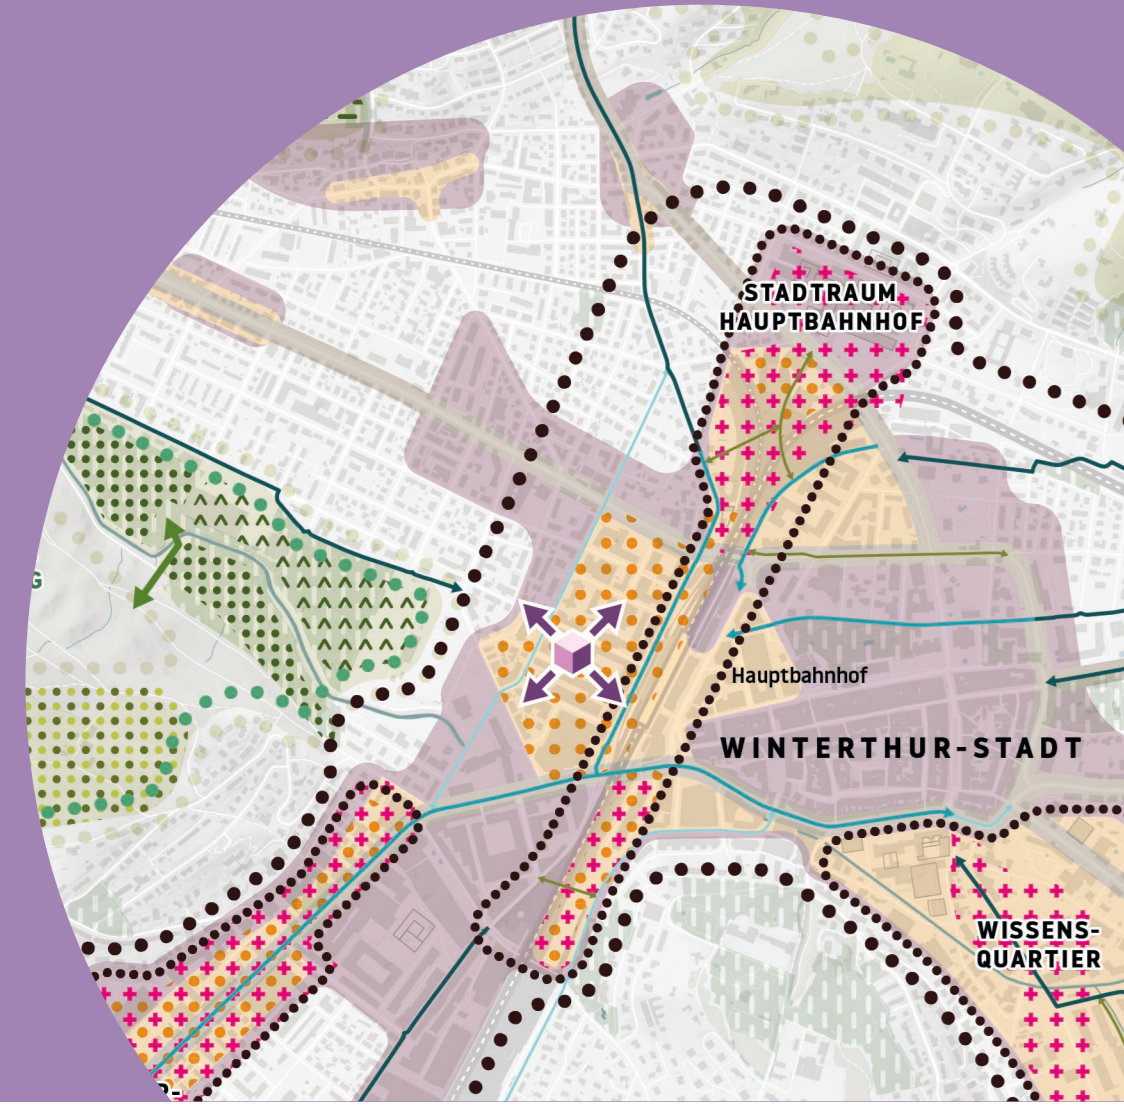 STADTRAUM
HAUPTBAHNHOF
G
Hauptbahnhof
WINTERTHUR-STADT
WISSENS-
QUARTIER